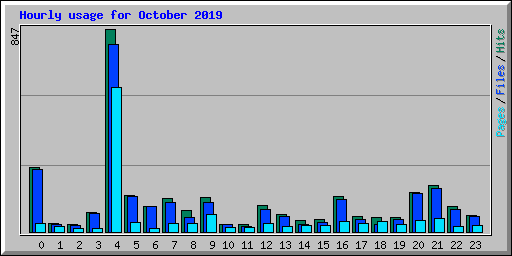 Hourly usage for October 2019
847
Pages / Files / Hits
0 1 2 3 4 5 6 7 8 9 10 11 12 13 14 15 16 17 18 19 20 21 22 23